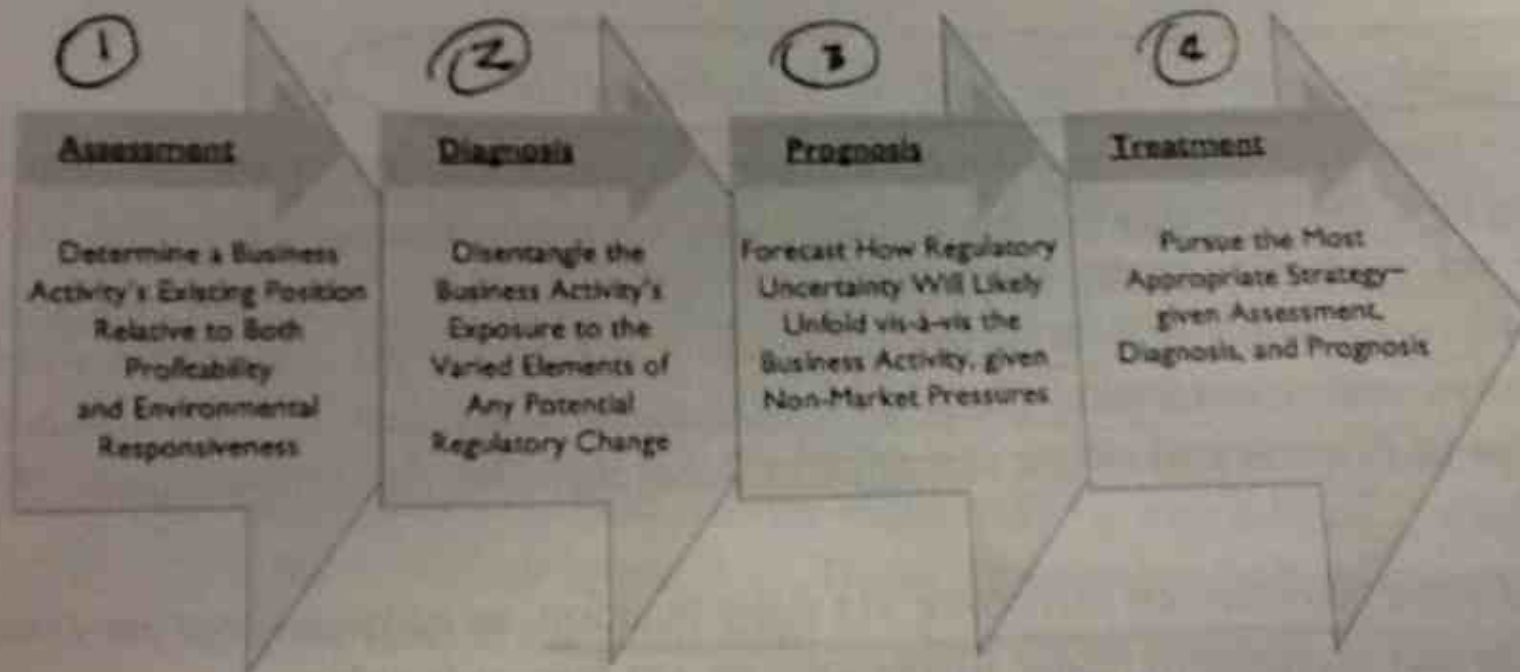 1
Assessment
Determine a Business
Activity's Existing Position
Relative to Both
Profitability
and Environmental
Responsiveness
2
Diagnosis
Disentangle the
Business Activity's
Exposure to the
Varied Elements of
Any Potential
Regulatory Change
3
Prognosis
Forecast How Regulatory
Uncertainty Will Likely
Unfold vis-à-vis the
Business Activity, given
Non-Market Pressures
4
Treatment
Pursue the Most
Appropriate Strategy–
given Assessment,
Diagnosis, and Prognosis